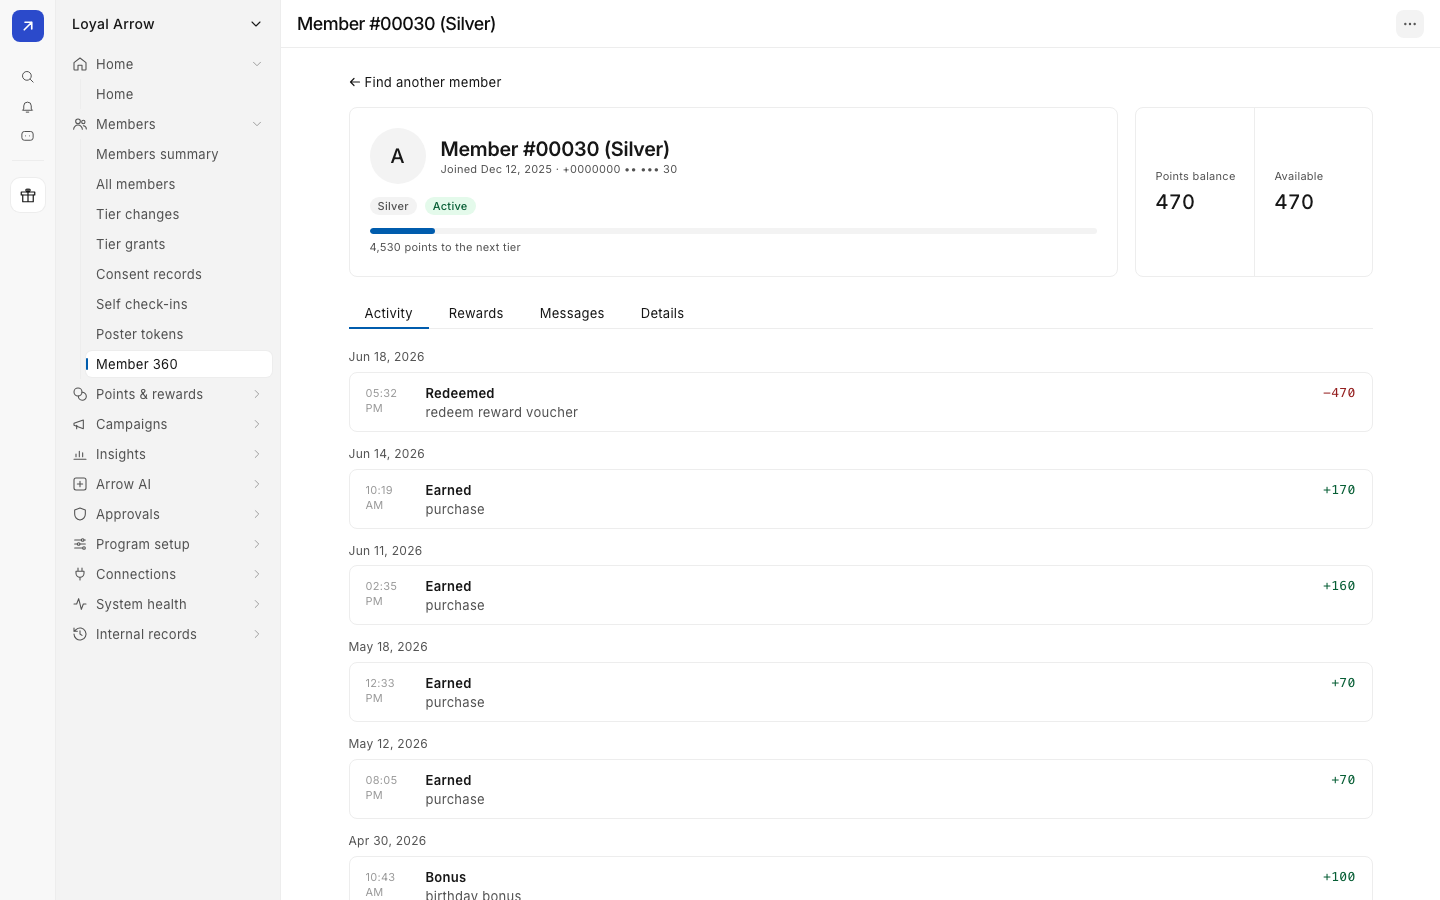 Loyal Arrow
Home
Home
Members
Members summary
All members
Tier changes
Tier grants
Consent records
Self check-ins
Poster tokens
Member 360
Points & rewards
Campaigns
Insights
Arrow AI
Approvals
Program setup
Connections
System health
Internal records
Member #00030 (Silver)
← Find another member
A
Member #00030 (Silver)
Joined Dec 12, 2025 · +0000000 •• ••• 30
Silver
Active
4,530 points to the next tier
Points balance
470
Available
470
Activity
Rewards
Messages
Details
Jun 18, 2026
05:32 PM
Redeemed
redeem reward voucher
−470
Jun 14, 2026
10:19 AM
Earned
purchase
+170
Jun 11, 2026
02:35 PM
Earned
purchase
+160
May 18, 2026
12:33 PM
Earned
purchase
+70
May 12, 2026
08:05 PM
Earned
purchase
+70
Apr 30, 2026
10:43 AM
Bonus
birthday bonus
+100